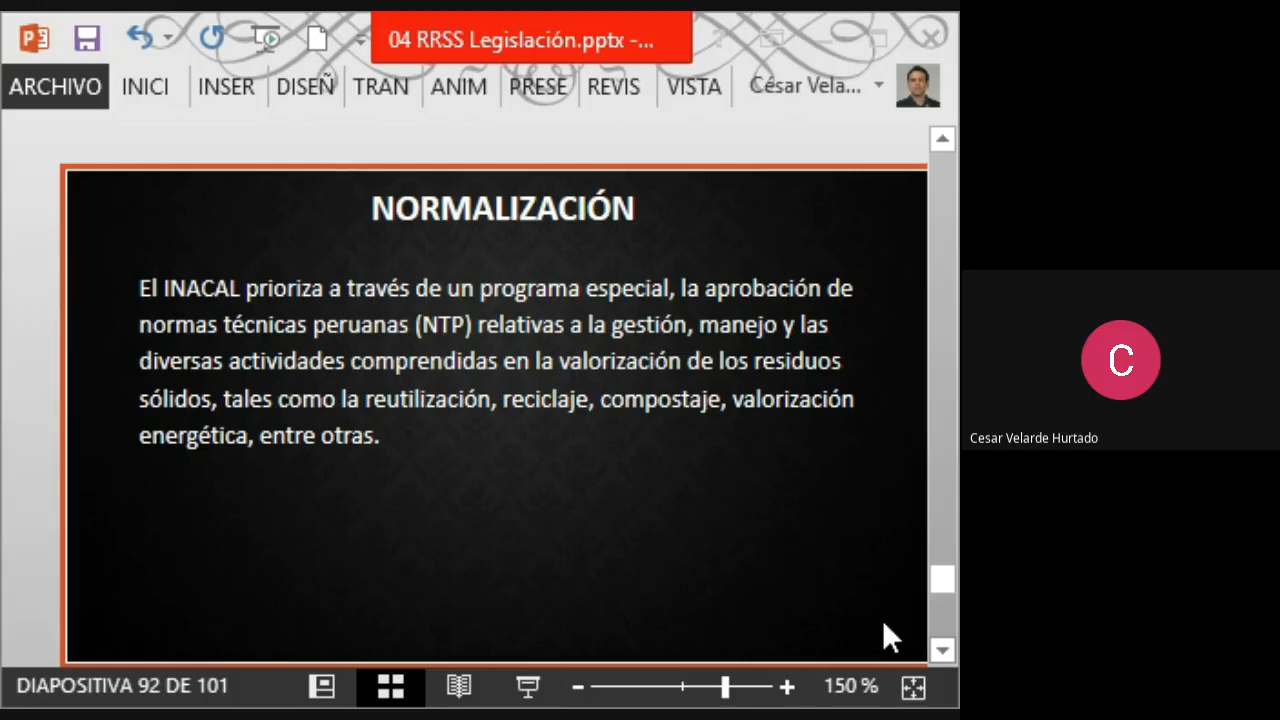 04 RRSS Legislación.pptx -...
ARCHIVO INICI INSER DISEÑ TRAN ANIM PRESE REVIS VISTA César Vela...
NORMALIZACIÓN
El INACAL prioriza a través de un programa especial, la aprobación de
normas técnicas peruanas (NTP) relativas a la gestión, manejo y las
diversas actividades comprendidas en la valorización de los residuos
sólidos, tales como la reutilización, reciclaje, compostaje, valorización
energética, entre otras.
C
Cesar Velarde Hurtado
DIAPOSITIVA 92 DE 101
150 %